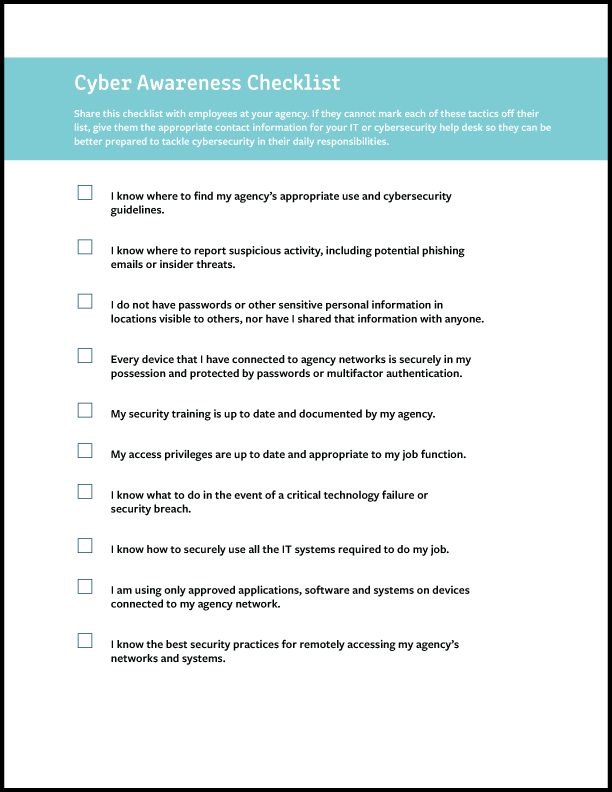 Cyber Awareness Checklist
Share this checklist with employees at your agency. If they cannot mark each of these tactics off their
list, give them the appropriate contact information for your IT or cybersecurity help desk so they can be
better prepared to tackle cybersecurity in their daily responsibilities.
I know where to find my agency’s appropriate use and cybersecurity
guidelines.
I know where to report suspicious activity, including potential phishing
emails or insider threats.
I do not have passwords or other sensitive personal information in
locations visible to others, nor have I shared that information with anyone.
Every device that I have connected to agency networks is securely in my
possession and protected by passwords or multifactor authentication.
My security training is up to date and documented by my agency.
My access privileges are up to date and appropriate to my job function.
I know what to do in the event of a critical technology failure or
security breach.
I know how to securely use all the IT systems required to do my job.
I am using only approved applications, software and systems on devices
connected to my agency network.
I know the best security practices for remotely accessing my agency’s
networks and systems.